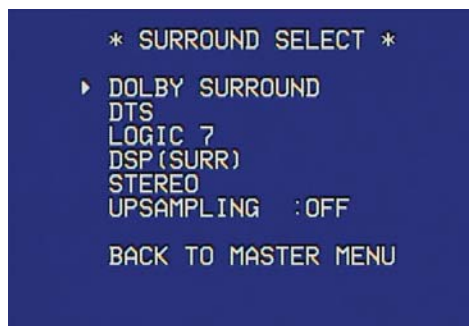 * SURROUND SELECT *
DOLBY SURROUND
DTS
LOGIC 7
DSP(SURR)
STEREO
UPSAMPLING :OFF
BACK TO MASTER MENU